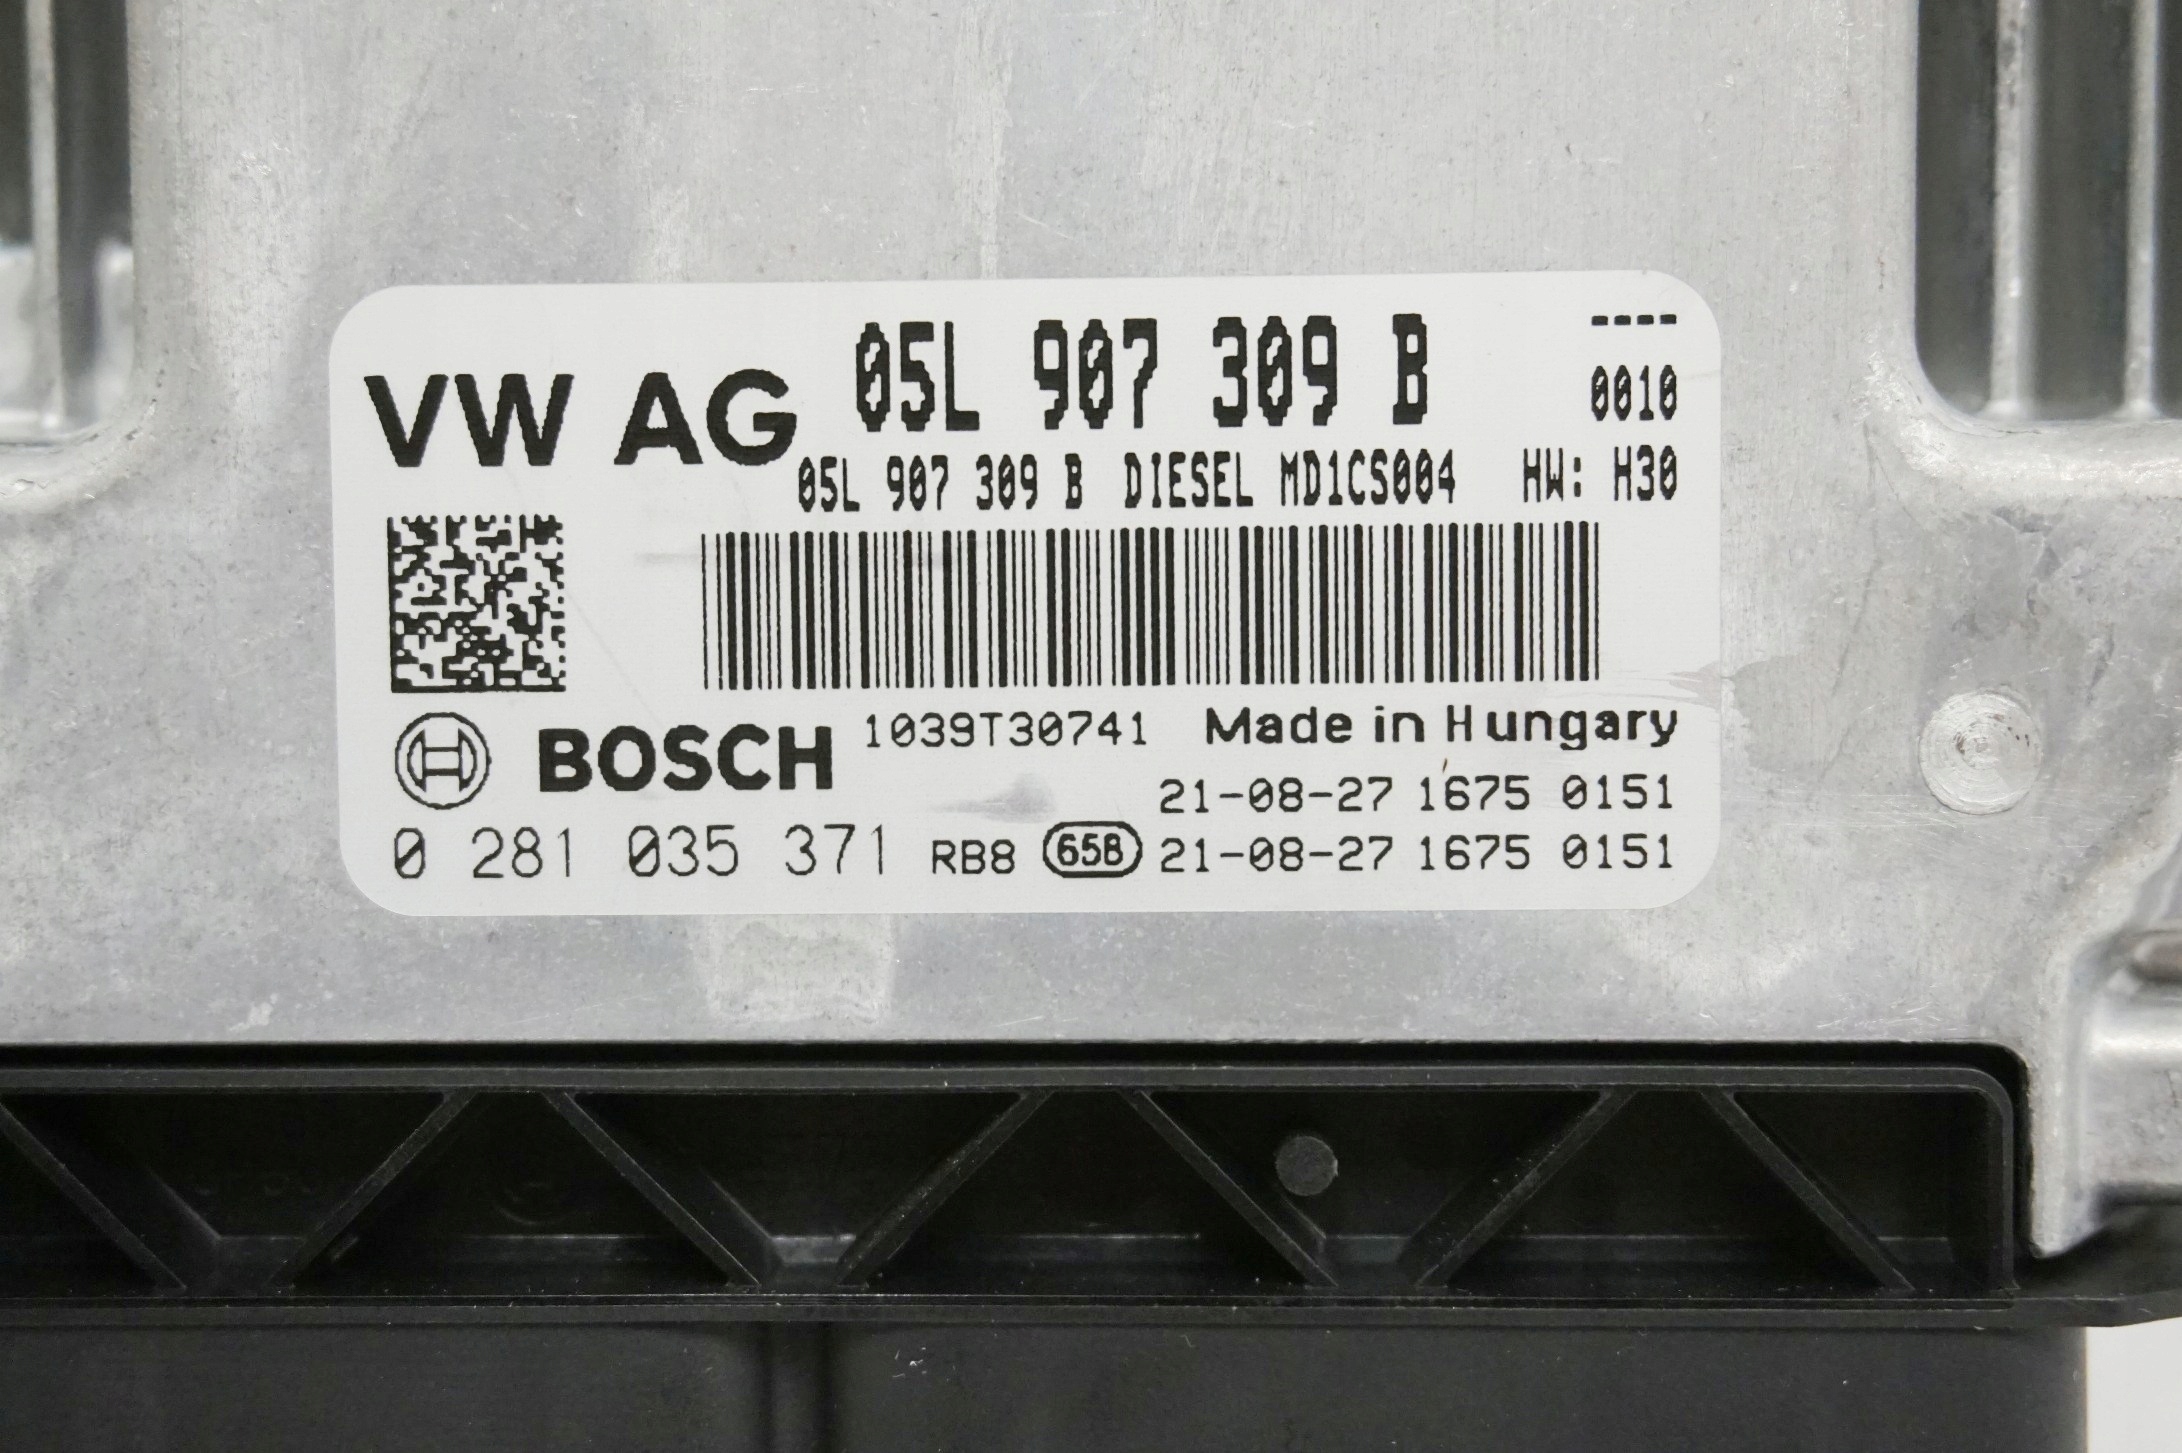 VW AG 05L 907 309 B ----
0010
05L 907 309 B DIESEL MD1CS004 HW: H30
BOSCH 1039T30741 Made in Hungary
21-08-27 1675 0151
0 281 035 371 RB8 65B 21-08-27 1675 0151